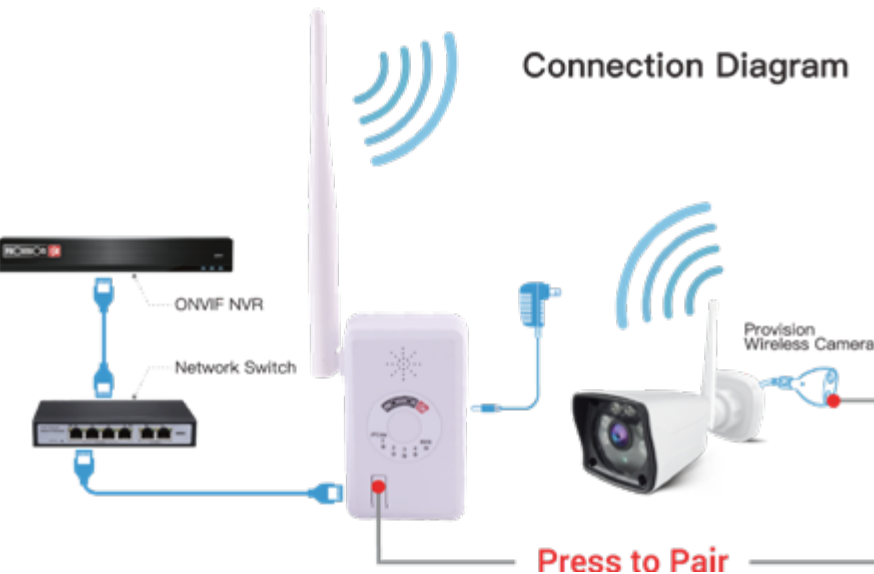 Connection Diagram
ONVIF NVR
Network Switch
Provision
Wireless Camera
Press to Pair